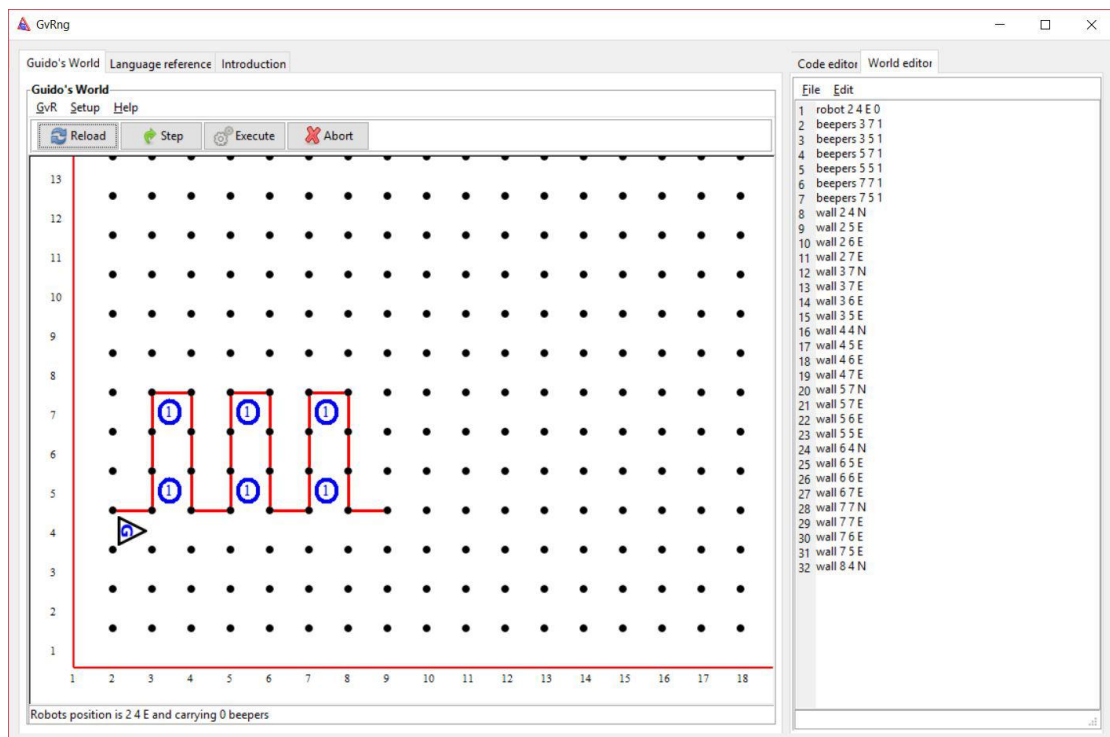 GvRng
Guido's World Language reference Introduction
Guido's World
GvR Setup Help
Reload Step Execute Abort
13
12
11
10
9
8
7
6
5
4
3
2
1
1 1 1
1 1 1
G
1 2 3 4 5 6 7 8 9 10 11 12 13 14 15 16 17 18
Robots position is 2 4 E and carrying 0 beepers
Code editor World editor
File Edit
1 robot 2 4 E 0
2 beepers 3 7 1
3 beepers 3 5 1
4 beepers 5 7 1
5 beepers 5 5 1
6 beepers 7 7 1
7 beepers 7 5 1
8 wall 2 4 N
9 wall 2 5 E
10 wall 2 6 E
11 wall 2 7 E
12 wall 3 7 N
13 wall 3 7 E
14 wall 3 6 E
15 wall 3 5 E
16 wall 4 4 N
17 wall 4 5 E
18 wall 4 6 E
19 wall 4 7 E
20 wall 5 7 N
21 wall 5 7 E
22 wall 5 6 E
23 wall 5 5 E
24 wall 6 4 N
25 wall 6 5 E
26 wall 6 6 E
27 wall 6 7 E
28 wall 7 7 N
29 wall 7 7 E
30 wall 7 6 E
31 wall 7 5 E
32 wall 8 4 N